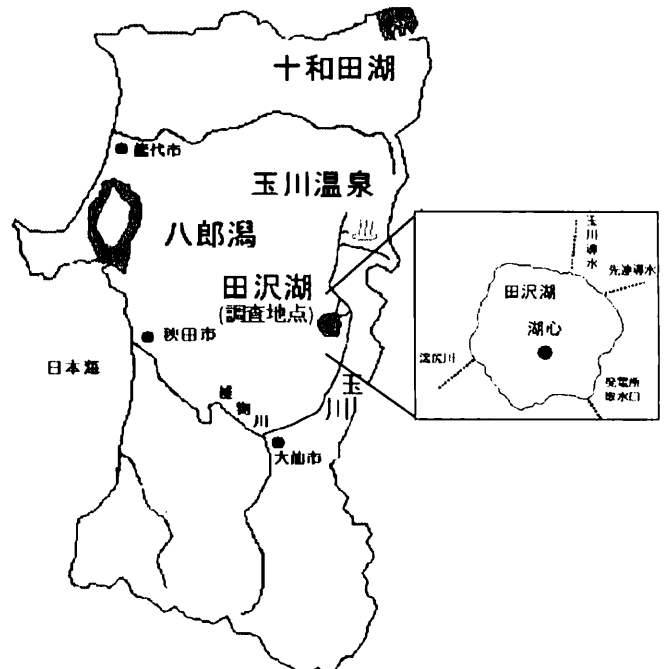 十和田湖
能代市
玉川温泉
八郎潟
田沢湖
(調査地点)
秋田市
日本海
雄物川
玉川
大仙市
玉川導水
先達導水
田沢湖
湖心
潟尻川
発電所
取水口